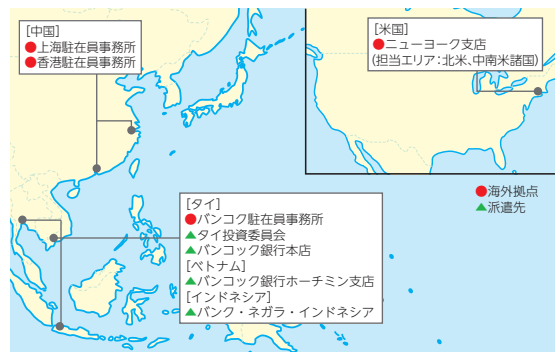 [中国]
●上海駐在員事務所
●香港駐在員事務所
[米国]
●ニューヨーク支店
(担当エリア：北米、中南米諸国)
●海外拠点
▲派遣先
[タイ]
●バンコク駐在員事務所
▲タイ投資委員会
▲バンコック銀行本店
[ベトナム]
▲バンコック銀行ホーチミン支店
[インドネシア]
▲バンク・ネガラ・インドネシア